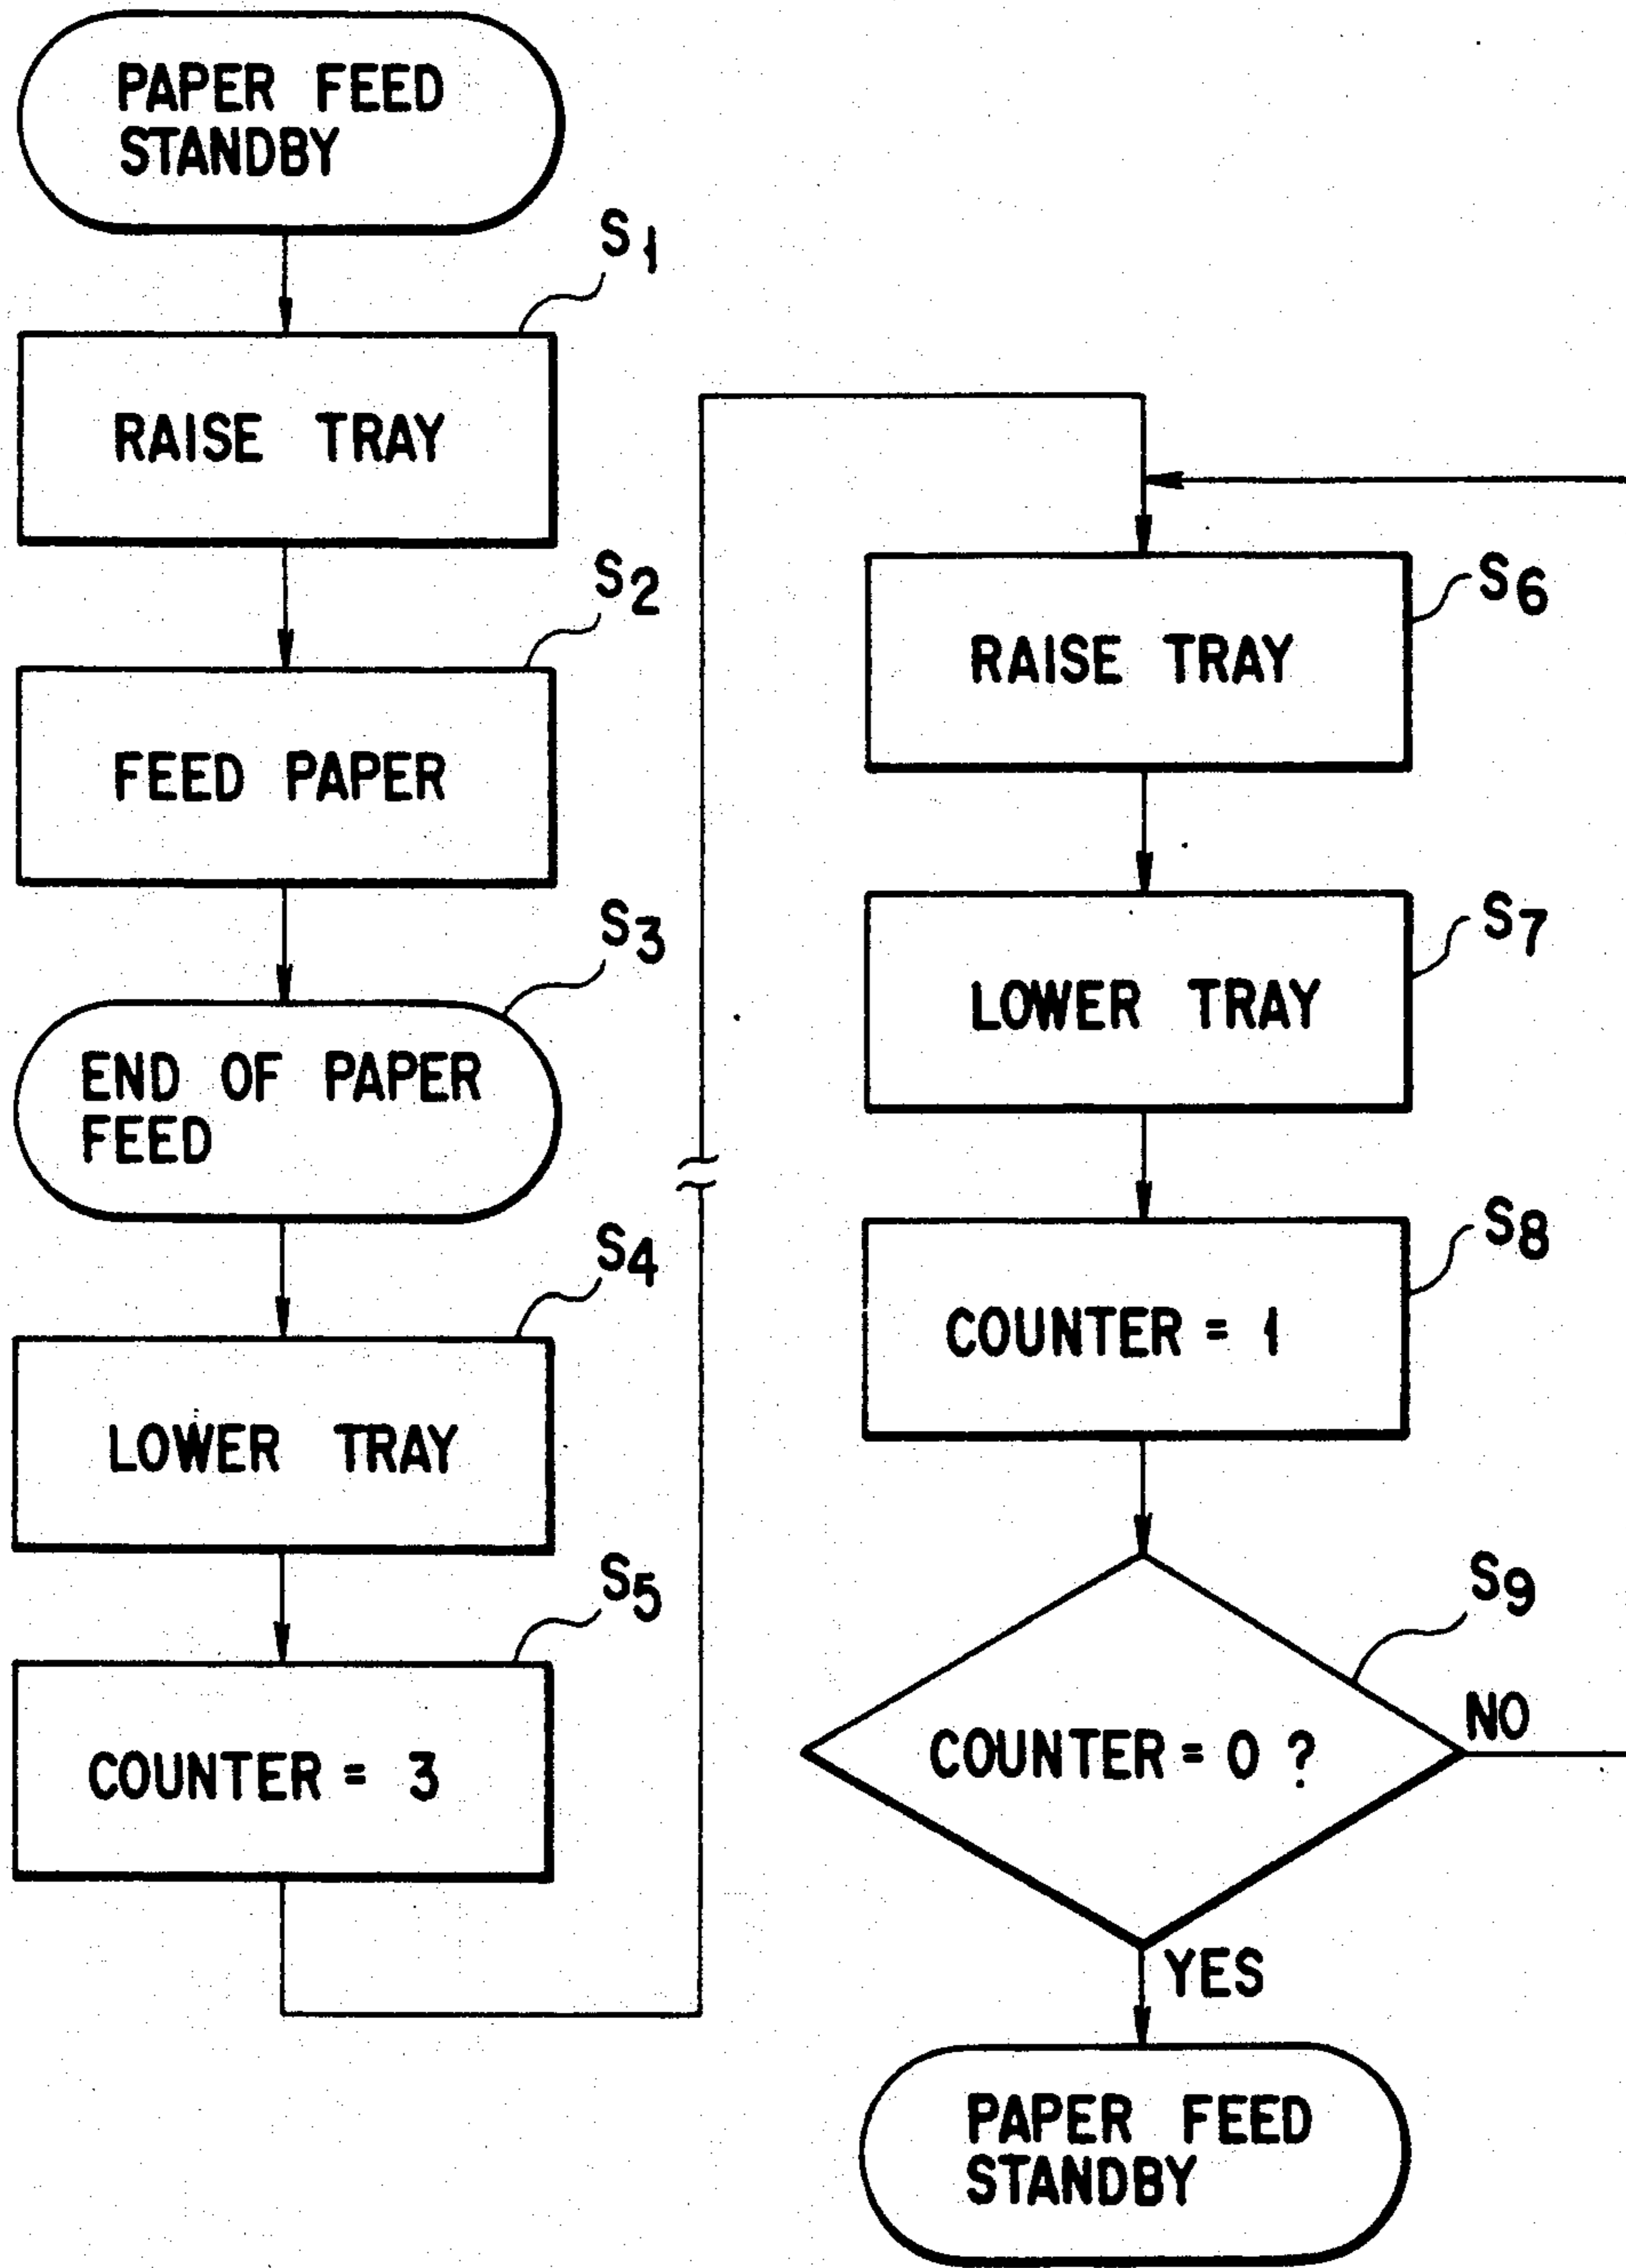 PAPER FEED
STANDBY
S1
RAISE TRAY
S2
FEED PAPER
S3
END OF PAPER
FEED
S4
LOWER TRAY
S5
COUNTER = 3
S6
RAISE TRAY
S7
LOWER TRAY
S8
COUNTER = 1
S9
COUNTER = 0 ?
NO
YES
PAPER FEED
STANDBY